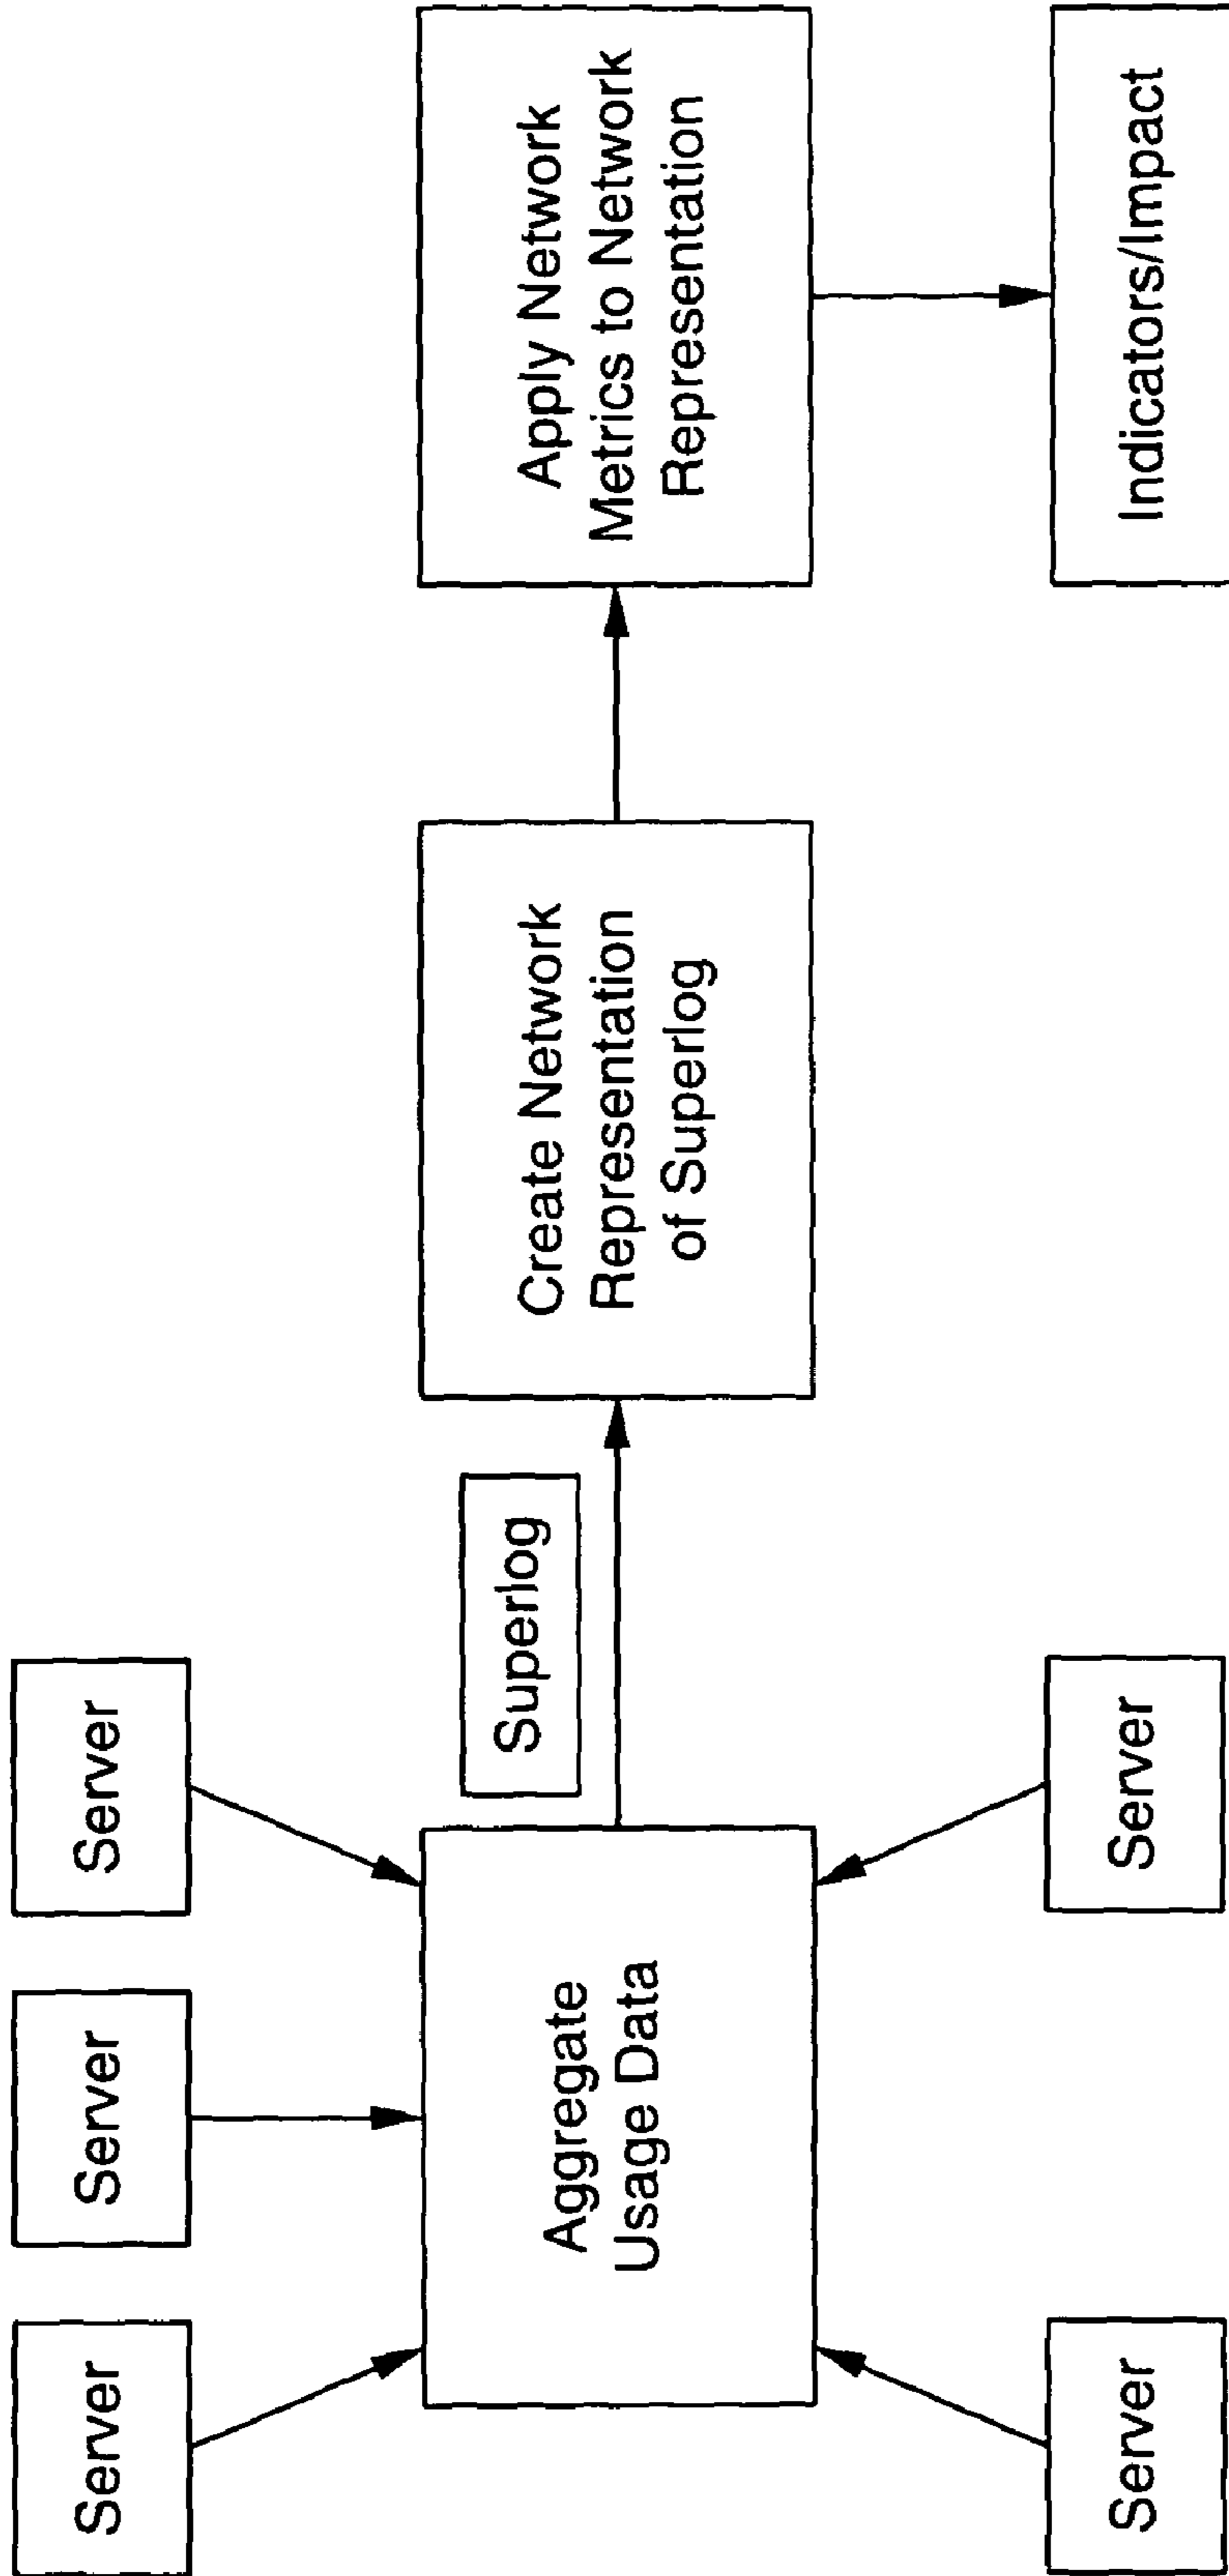 Server
Server
Server
Aggregate
Usage Data
Server
Server
Superlog
Create Network
Representation
of Superlog
Apply Network
Metrics to Network
Representation
Indicators/Impact